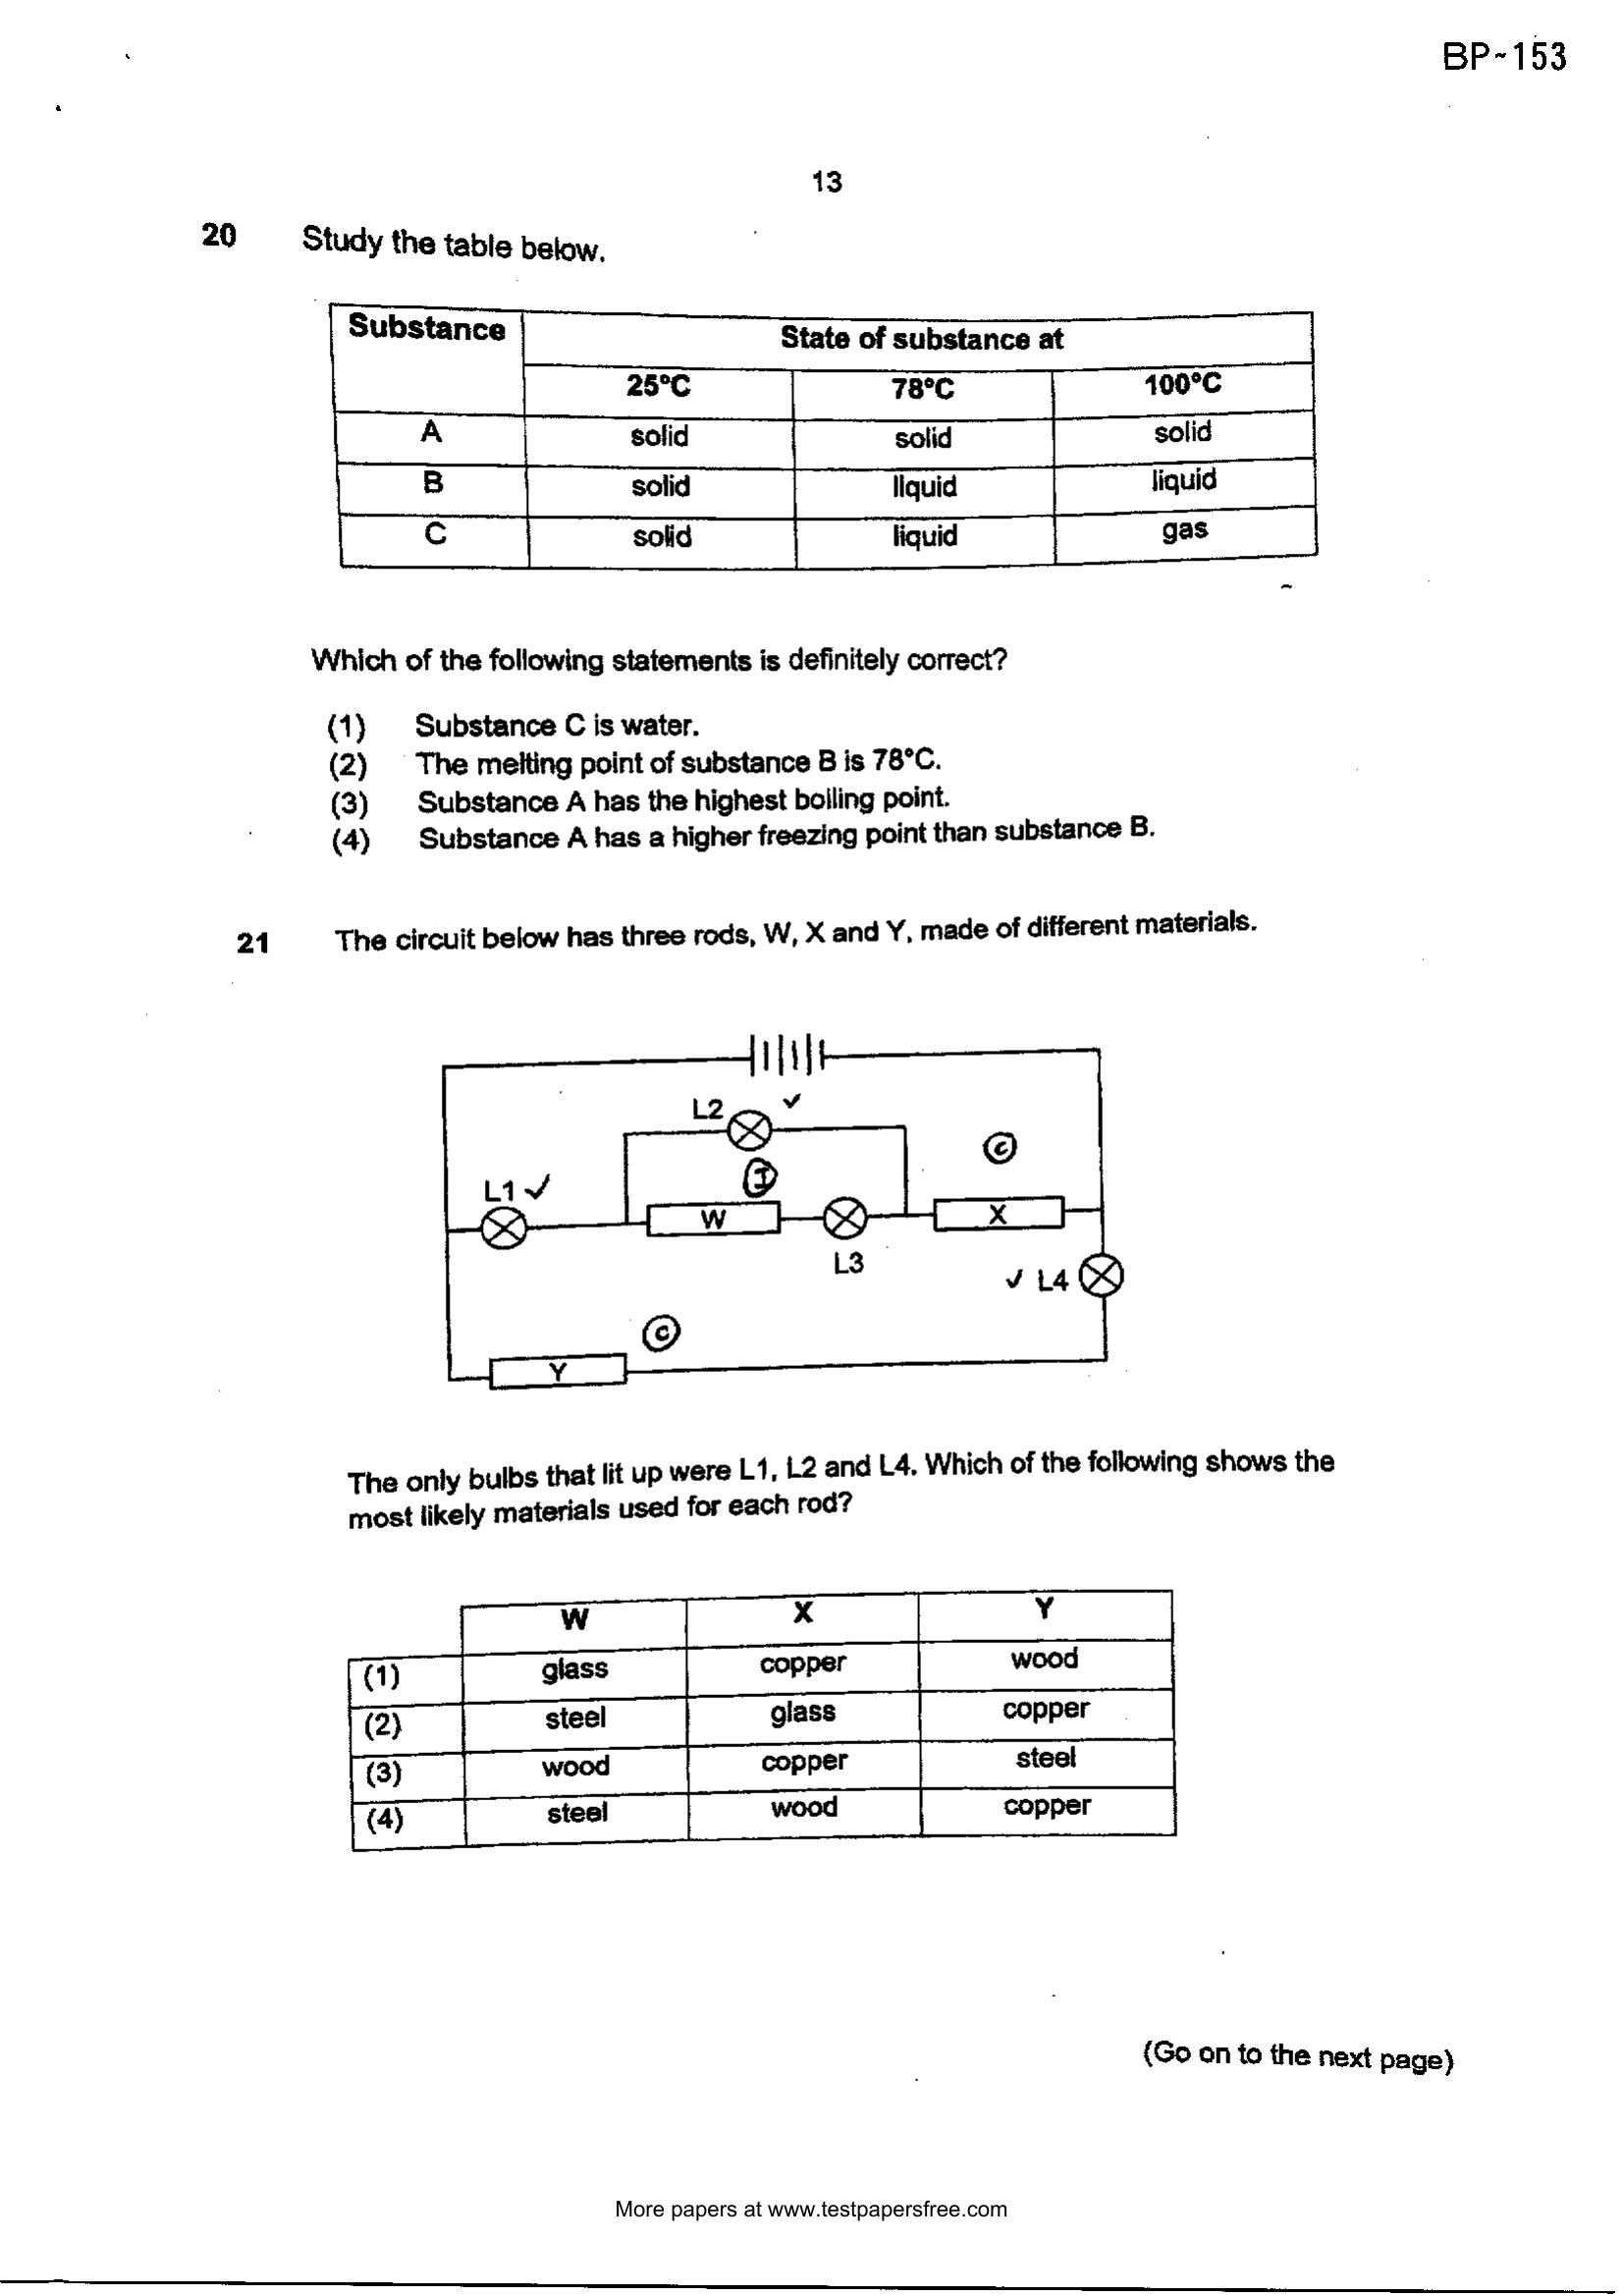 BP-153
13
20 Study the table below.
Substance State of substance at
25°C 78°C 100°C
A solid solid solid
B solid liquid liquid
C solid liquid gas
Which of the following statements is definitely correct?
(1) Substance C is water.
(2) The melting point of substance B is 78°C.
(3) Substance A has the highest boiling point.
(4) Substance A has a higher freezing point than substance B.
21 The circuit below has three rods, W, X and Y, made of different materials.
L2 ✓
C
I
L1 ✓
W X
L3
✓ L4
C
Y
The only bulbs that lit up were L1, L2 and L4. Which of the following shows the
most likely materials used for each rod?
W X Y
(1) glass copper wood
(2) steel glass copper
(3) wood copper steel
(4) steel wood copper
(Go on to the next page)
More papers at www.testpapersfree.com